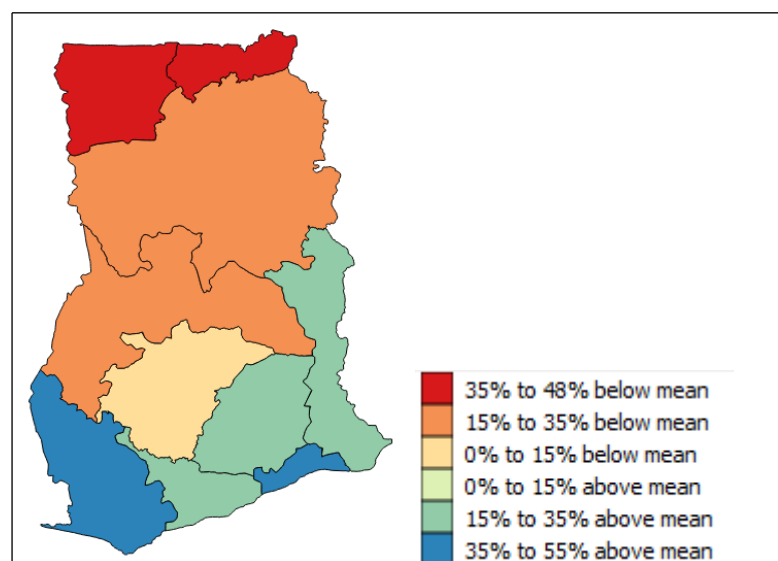 35% to 48% below mean
15% to 35% below mean
0% to 15% below mean
0% to 15% above mean
15% to 35% above mean
35% to 55% above mean